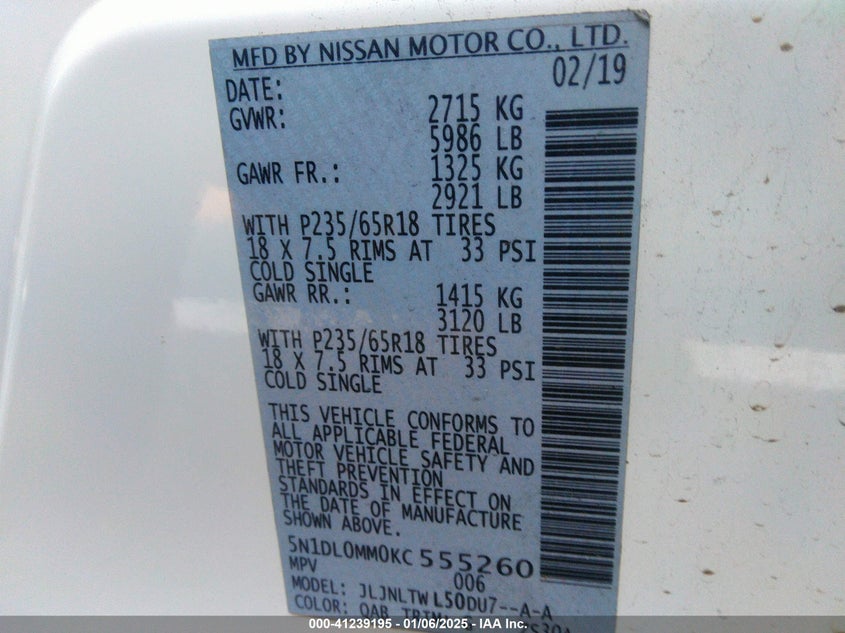 MFD BY NISSAN MOTOR CO., LTD.
DATE: 02/19
GVWR: 2715 KG
5986 LB
GAWR FR.: 1325 KG
2921 LB
WITH P235/65R18 TIRES
18 X 7.5 RIMS AT 33 PSI
COLD SINGLE
GAWR RR.: 1415 KG
3120 LB
WITH P235/65R18 TIRES
18 X 7.5 RIMS AT 33 PSI
COLD SINGLE
THIS VEHICLE CONFORMS TO
ALL APPLICABLE FEDERAL
MOTOR VEHICLE SAFETY AND
THEFT PREVENTION
STANDARDS IN EFFECT ON
THE DATE OF MANUFACTURE
SHOWN ABOVE.
5N1DL0MM0KC555260
MPV 006
MODEL: JLJNLTWL50DU7--A-A
COLOR: QAB TRIM:
000-41239195 - 01/06/2025 - IAA Inc.